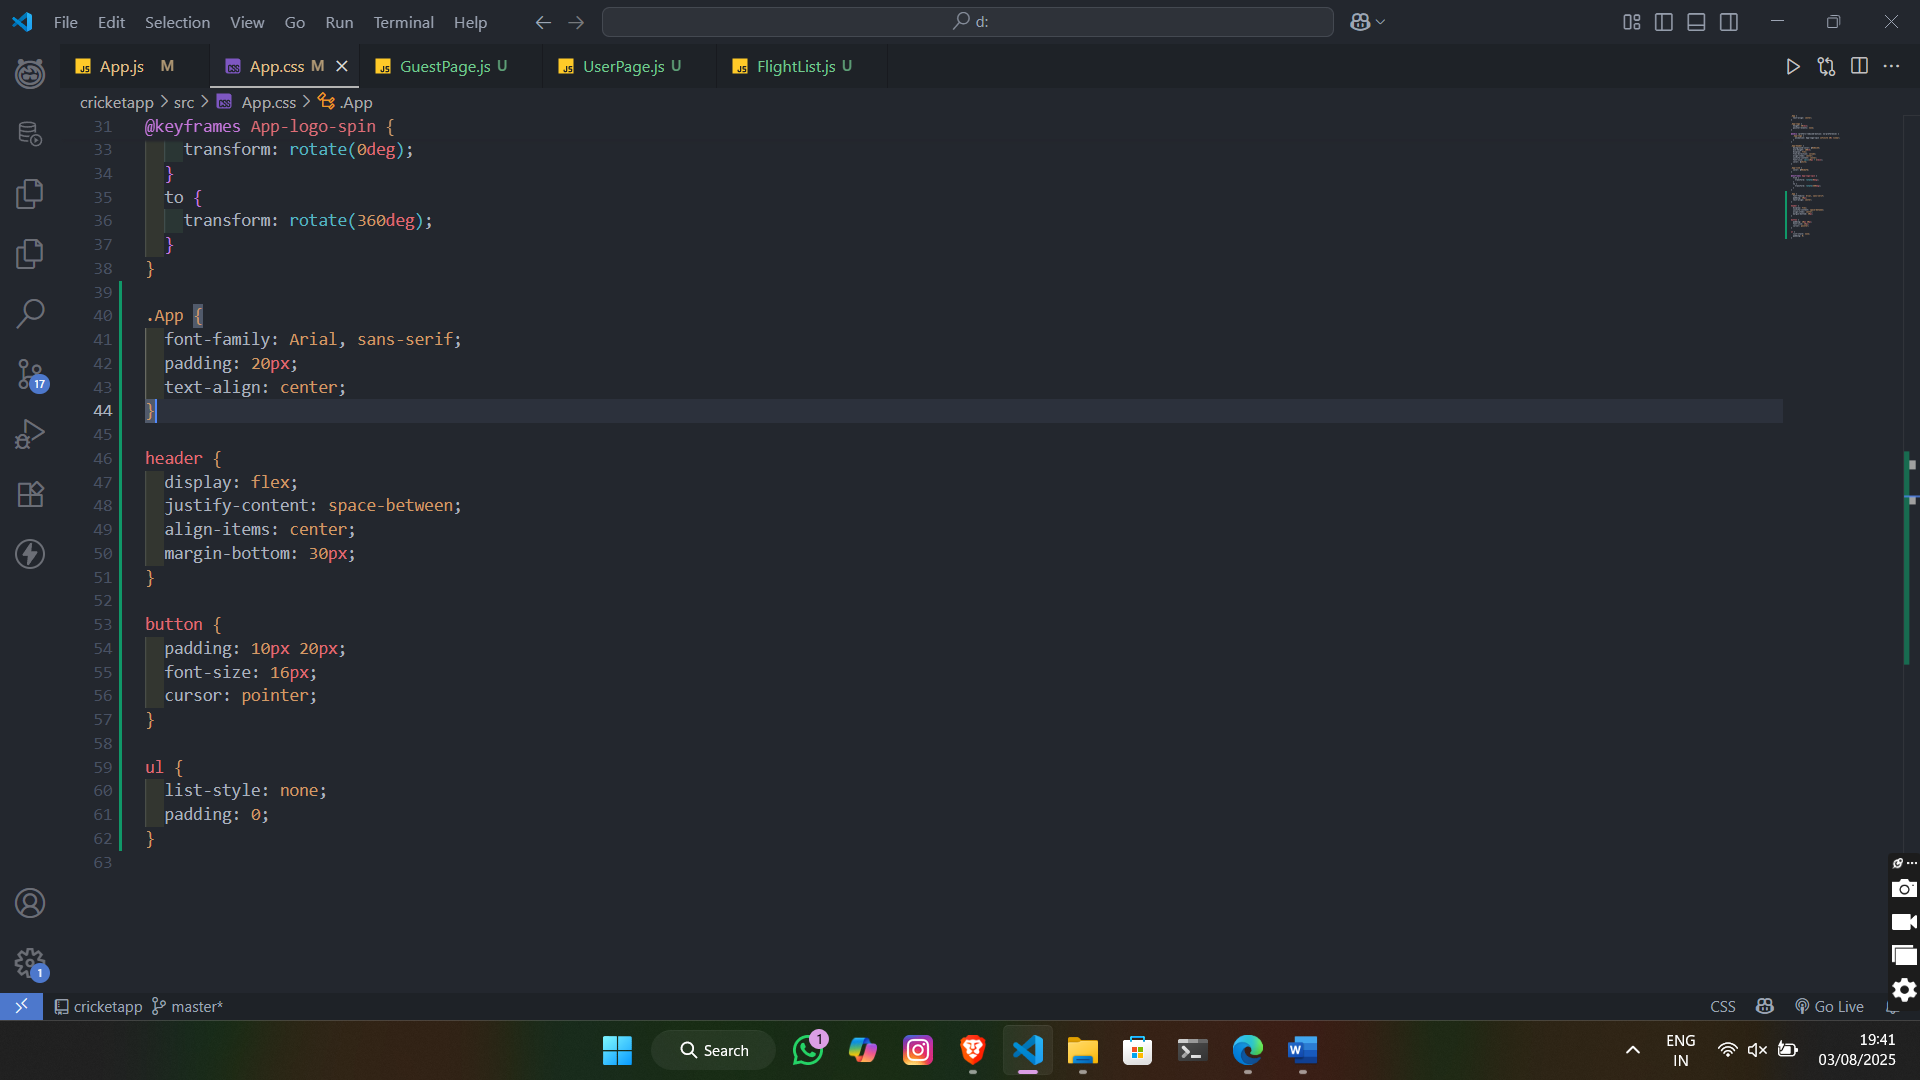 File Edit Selection View Go Run Terminal Help
d:
JS App.js M
CSS App.css M
JS GuestPage.js U
JS UserPage.js U
JS FlightList.js U
cricketapp > src > App.css > .App
31 @keyframes App-logo-spin {
33 transform: rotate(0deg);
34 }
35 to {
36 transform: rotate(360deg);
37 }
38 }
39
40 .App {
41 font-family: Arial, sans-serif;
42 padding: 20px;
43 text-align: center;
44 }
45
46 header {
47 display: flex;
48 justify-content: space-between;
49 align-items: center;
50 margin-bottom: 30px;
51 }
52
53 button {
54 padding: 10px 20px;
55 font-size: 16px;
56 cursor: pointer;
57 }
58
59 ul {
60 list-style: none;
61 padding: 0;
62 }
63
17
1
cricketapp master*
CSS Go Live
Search
1
ENG
IN
19:41
03/08/2025